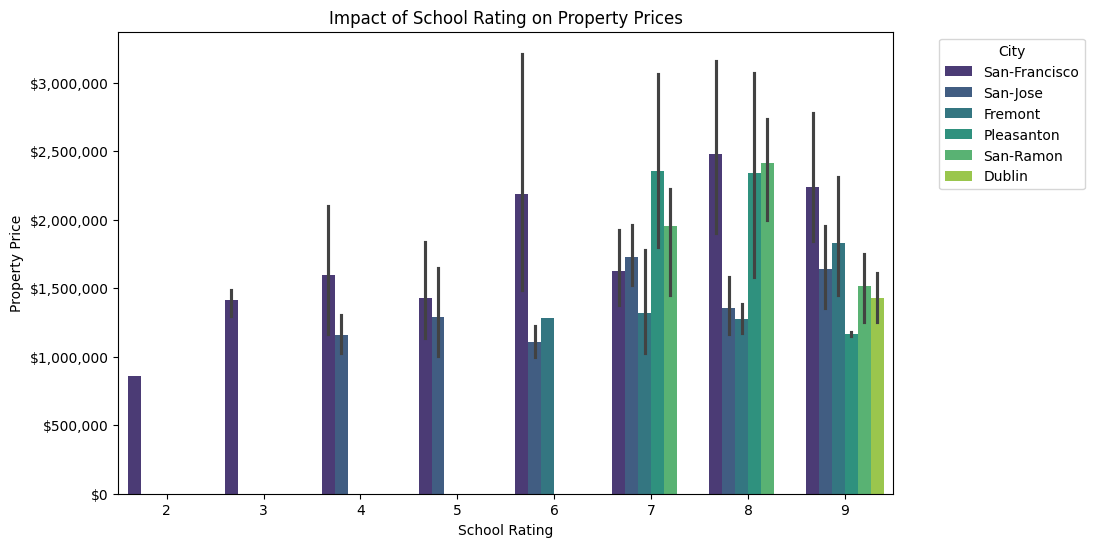 Impact of School Rating on Property Prices
City
San-Francisco
San-Jose
Fremont
Pleasanton
San-Ramon
Dublin
Property Price
$3,000,000
$2,500,000
$2,000,000
$1,500,000
$1,000,000
$500,000
$0
2 3 4 5 6 7 8 9
School Rating